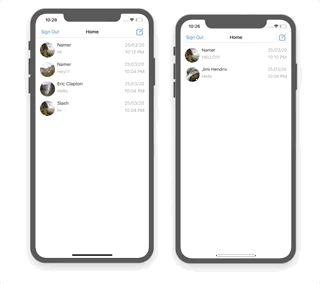 10:26
Sign Out Home
Namer 25/03/20
Hi 10:12 PM
Namer 25/03/20
Hey!!! 10:04 PM
Eric Clapton 25/03/20
Hello 10:04 PM
Slash 25/03/20
Hi 10:04 PM
10:26
Sign Out Home
Namer 25/03/20
HELLO!!! 10:10 PM
Jimi Hendrix 25/03/20
Hello 10:09 PM